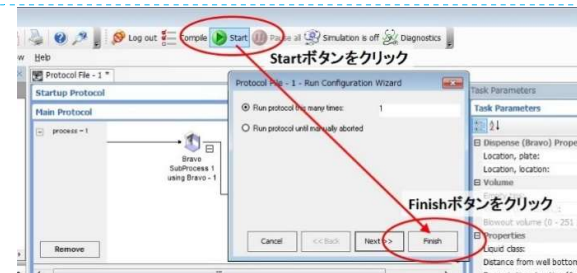 Log out Compile Start Pause all Simulation is off Diagnostics
Help
Startボタンをクリック
Protocol File - 1 *
Protocol File - 1 - Run Configuration Wizard
Startup Protocol
Task Parameters
Main Protocol
Run protocol this many times: 1
Task Parameters
process - 1
Run protocol until manually aborted
Dispense (Bravo) Prope
Bravo
SubProcess 1
using Bravo - 1
Location, plate:
Location, location:
Volume
Finishボタンをクリック
Blowout volume (0 - 251
Properties
Cancel << Back Next >> Finish
Liquid class:
Remove
Distance from well bottom